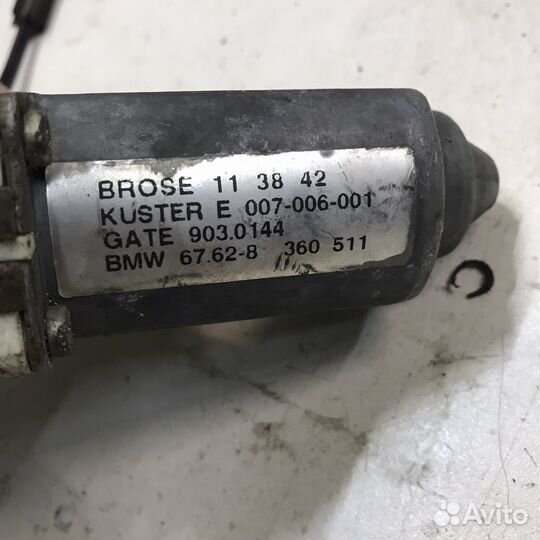 BROSE 11 38 42
KUSTER E 007-006-001
GATE 903.0144
BMW 67.62-8 360 511
Avito